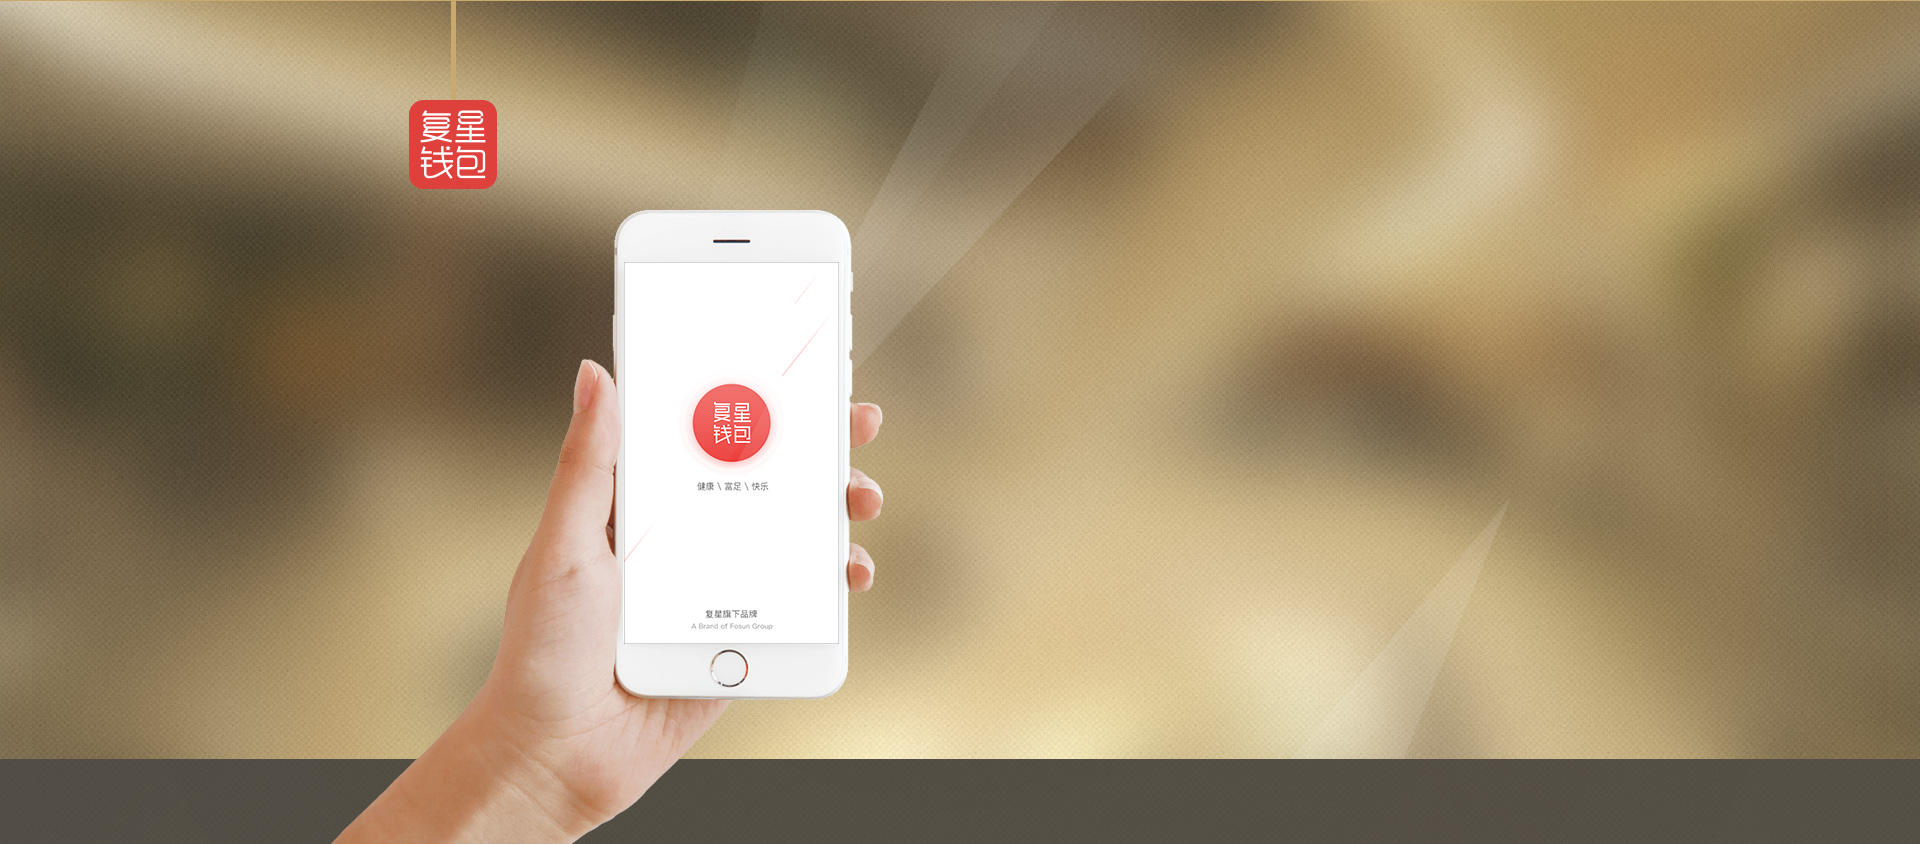 复星
钱包
复星
钱包
健康 \ 富足 \ 快乐
复星旗下品牌
A Brand of Fosun Group